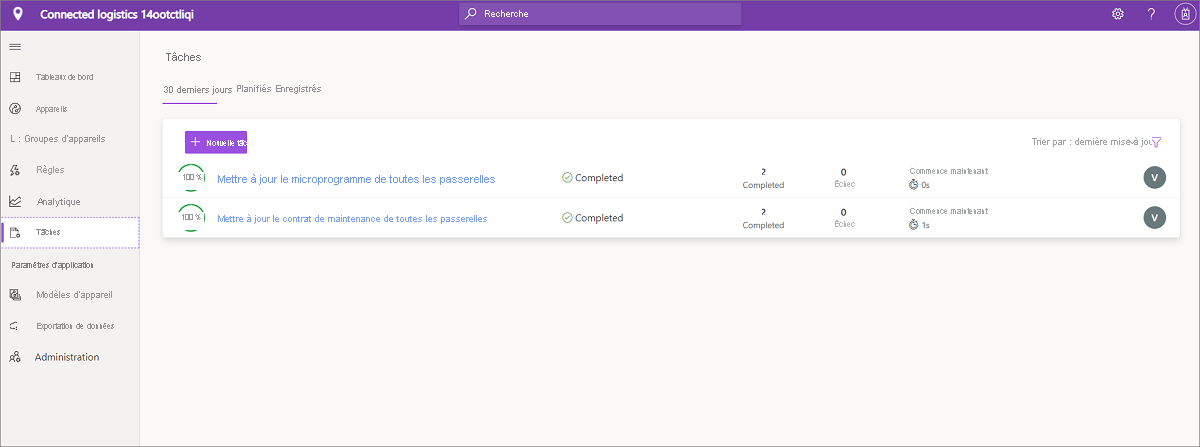 Connected logistics 14ootctliqi
Recherche
?
Tableaux de bord
Appareils
L : Groupes d'appareils
Règles
Analytique
Tâches
Paramètres d'application
Modèles d'appareil
Exportation de données
Administration
Tâches
30 derniers jours Planifiés Enregistrés
+ Nouvelle tâc
Trier par : dernière mise à jour
100 % Mettre à jour le microprogramme de toutes les passerelles Completed 2 0 Commence maintenant V
Completed Échec 0s
100 % Mettre à jour le contrat de maintenance de toutes les passerelles Completed 2 0 Commence maintenant V
Completed Échec 1s